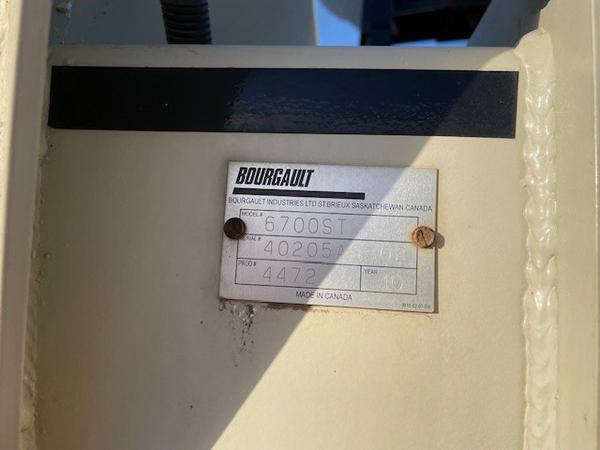 BOURGAULT
BOURGAULT INDUSTRIES LTD ST.BRIEUX SASKATCHEWAN CANADA
MODEL# 6700ST
SERIAL#
PROD# 4472 YEAR 10
MADE IN CANADA